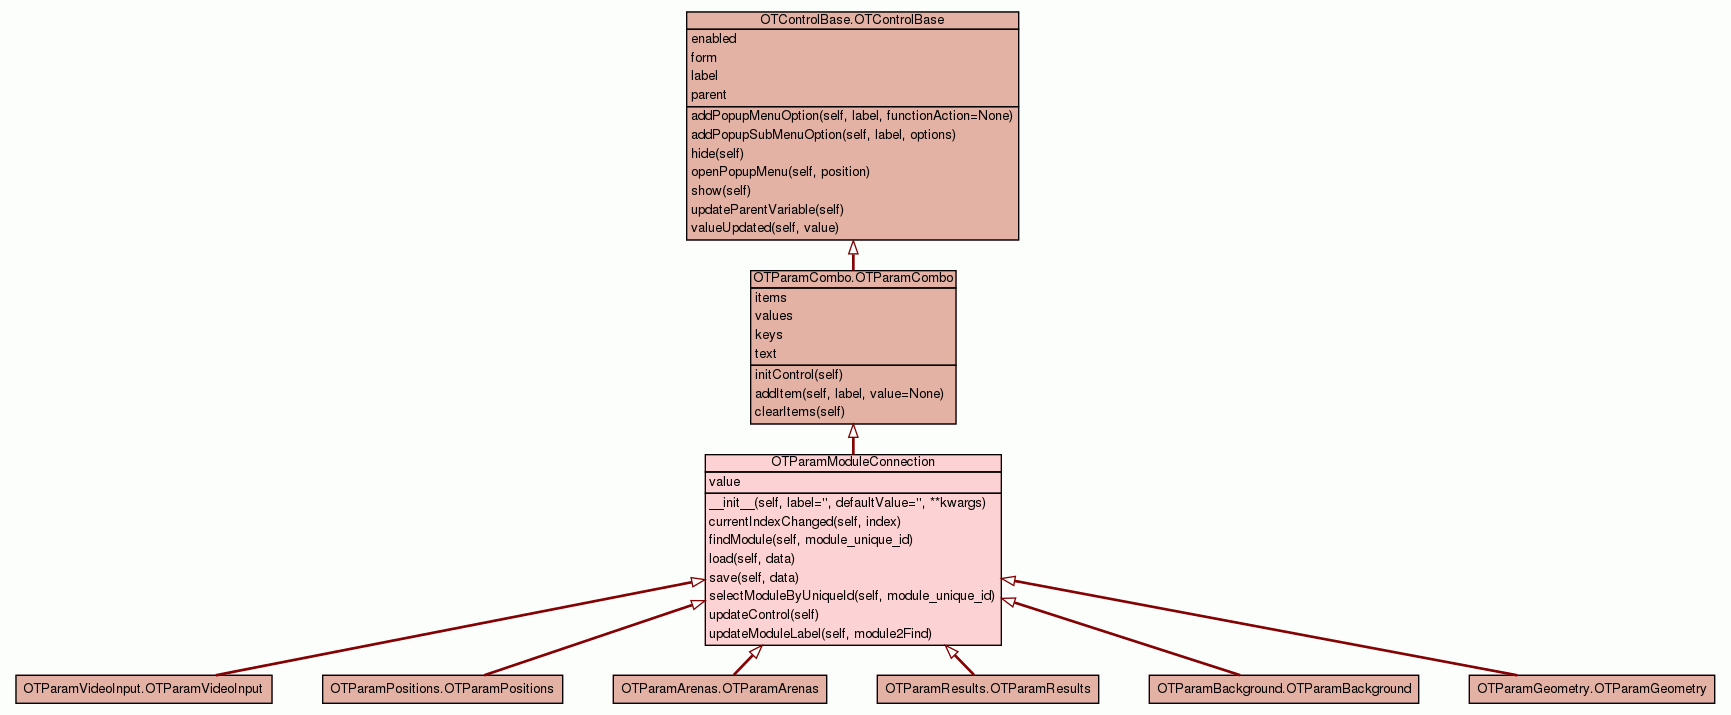 OTControlBase.OTControlBase
enabled
form
label
parent
addPopupMenuOption(self, label, functionAction=None)
addPopupSubMenuOption(self, label, options)
hide(self)
openPopupMenu(self, position)
show(self)
updateParentVariable(self)
valueUpdated(self, value)
OTParamCombo.OTParamCombo
items
values
keys
text
initControl(self)
addItem(self, label, value=None)
clearItems(self)
OTParamModuleConnection
value
__init__(self, label='', defaultValue='', **kwargs)
currentIndexChanged(self, index)
findModule(self, module_unique_id)
load(self, data)
save(self, data)
selectModuleByUniqueId(self, module_unique_id)
updateControl(self)
updateModuleLabel(self, module2Find)
OTParamVideoInput.OTParamVideoInput
OTParamPositions.OTParamPositions
OTParamArenas.OTParamArenas
OTParamResults.OTParamResults
OTParamBackground.OTParamBackground
OTParamGeometry.OTParamGeometry